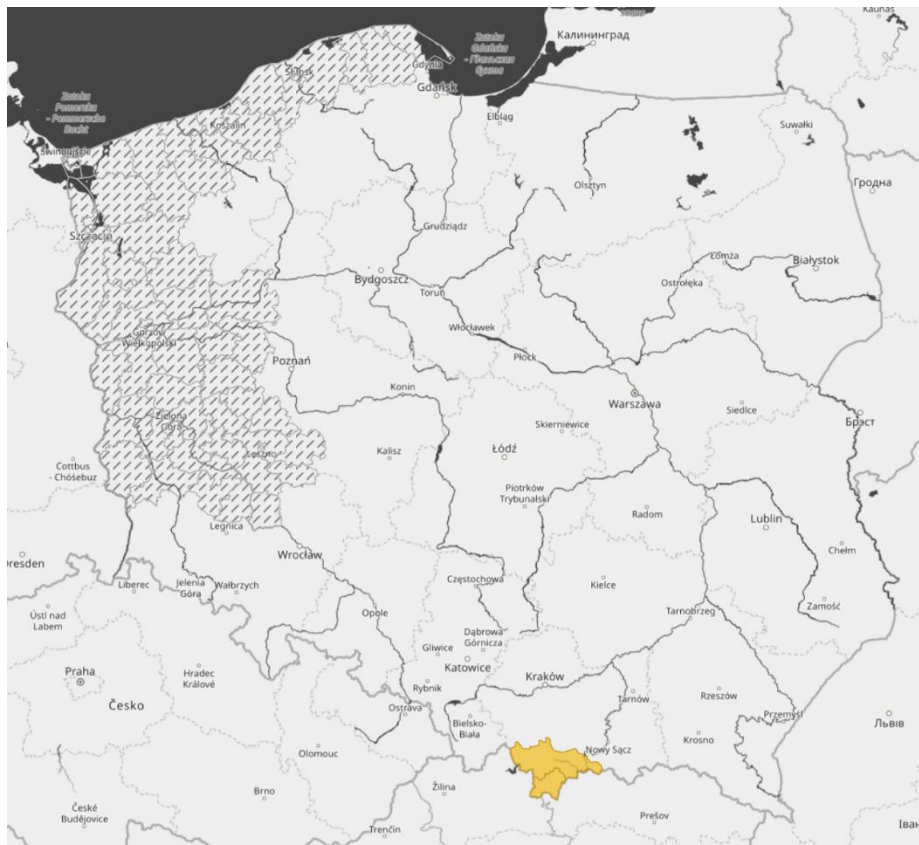 Kaunas
Калининград
Zatoka
Gdańska
Gdynia
Gdańsk
Słupsk
Elbląg
Suwałki
Zatoka
Pomorska
- Pommersche
Bucht
Koszalin
Świnoujście
Гродна
Olsztyn
Szczecin
Grudziądz
Łomża
Białystok
Bydgoszcz
Ostrołęka
Toruń
Włocławek
Gorzów
Wielkopolski
Płock
Poznań
Konin
Warszawa
Siedlce
Брэст
Zielona
Góra
Skierniewice
Łódź
Kalisz
Leszno
Cottbus
- Chóśebuz
Piotrków
Trybunalski
Radom
Lublin
Legnica
Wrocław
Chełm
Dresden
Częstochowa
Kielce
Liberec
Jelenia
Góra
Wałbrzych
Zamość
Ústí nad
Labem
Opole
Tarnobrzeg
Dąbrowa
Górnicza
Gliwice
Katowice
Praha
Hradec
Králové
Kraków
Rybnik
Tarnów
Rzeszów
Česko
Ostrava
Przemyśl
Bielsko-
Biała
Львів
Krosno
Olomouc
Nowy Sącz
Žilina
Brno
České
Budějovice
Prešov
Trenčín
Іван